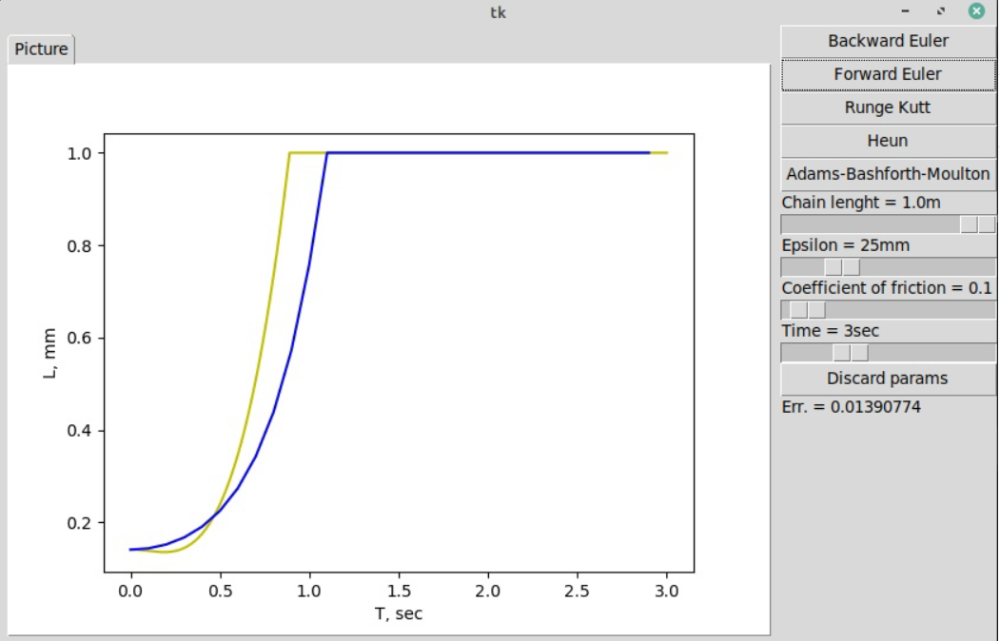 tk
Picture
Backward Euler
Forward Euler
Runge Kutt
Heun
Adams-Bashforth-Moulton
Chain lenght = 1.0m
Epsilon = 25mm
Coefficient of friction = 0.1
Time = 3sec
Discard params
Err. = 0.01390774
1.0
0.8
0.6
0.4
0.2
L, mm
0.0 0.5 1.0 1.5 2.0 2.5 3.0
T, sec